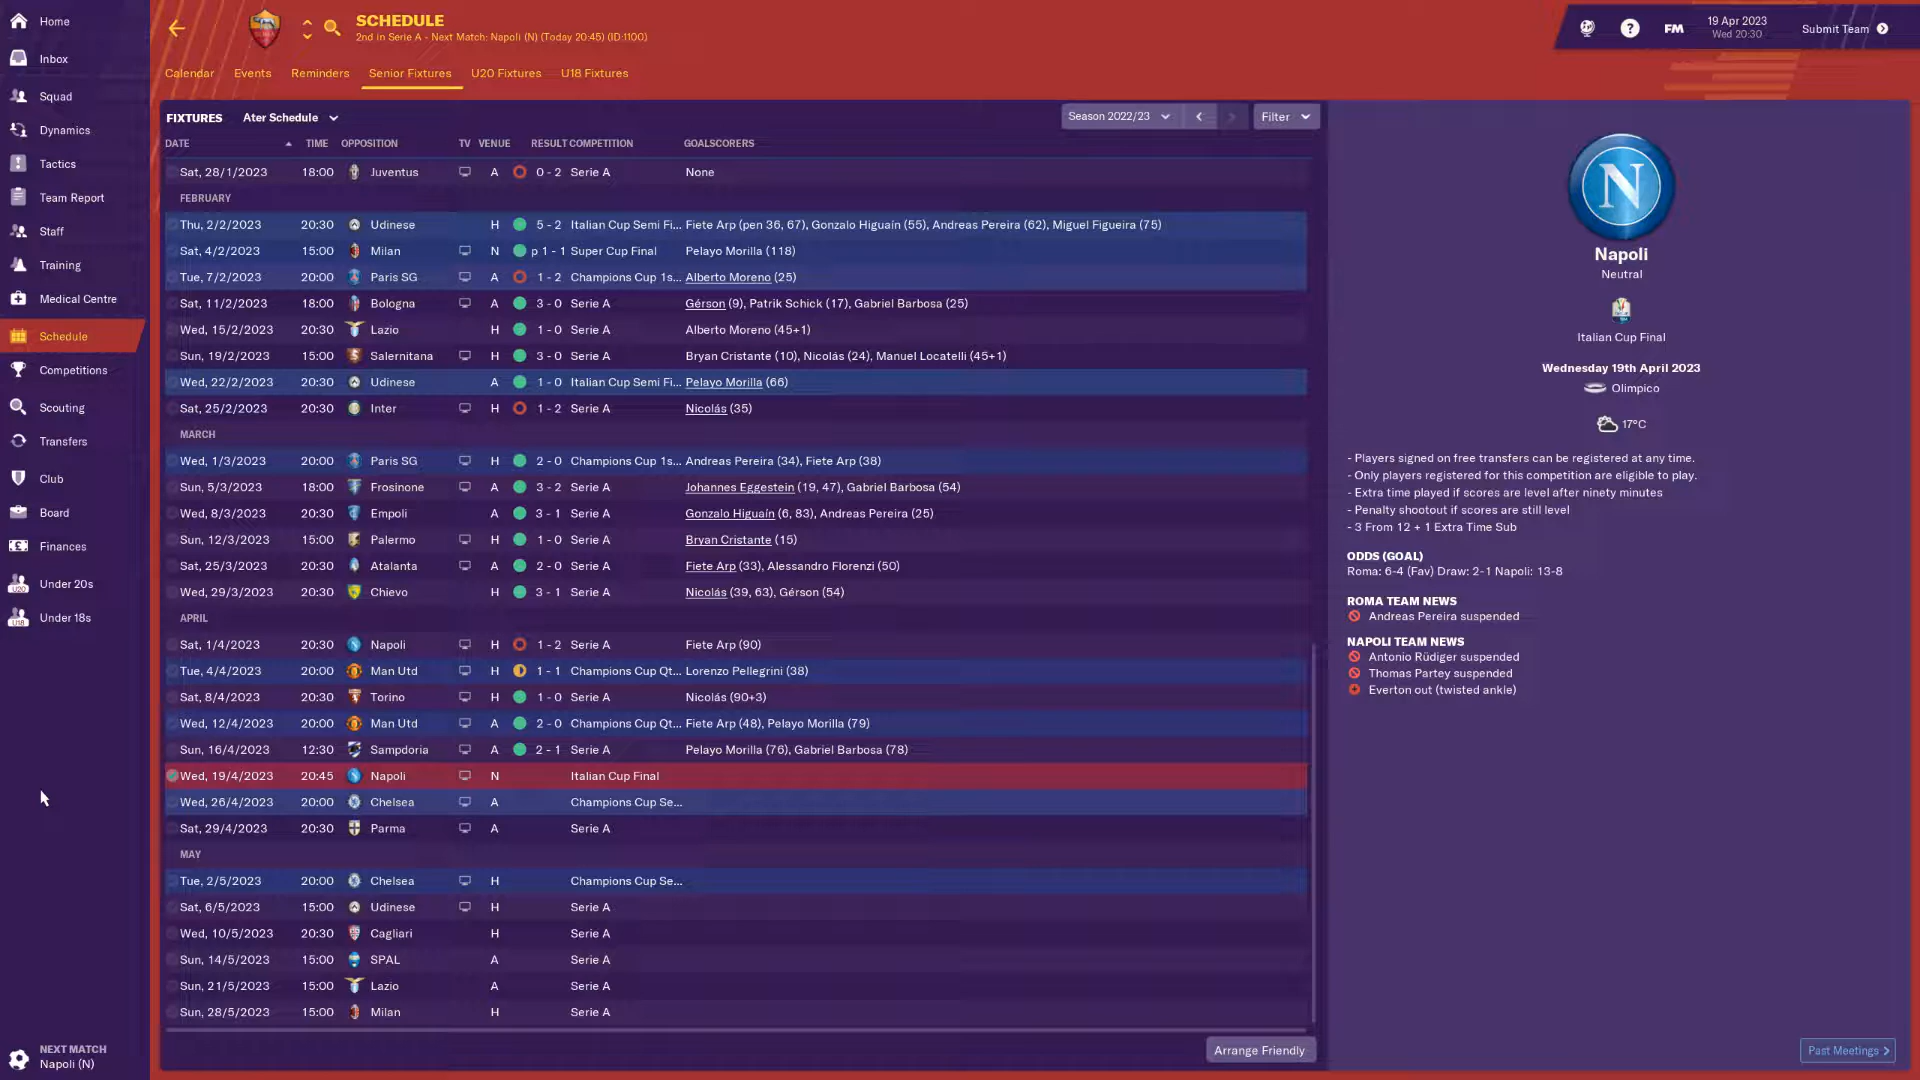 Home
Inbox
Squad
Dynamics
Tactics
Team Report
Staff
Training
Medical Centre
Schedule
Competitions
Scouting
Transfers
Club
Board
Finances
U20 Under 20s
U18 Under 18s
NEXT MATCH
Napoli (N)
SCHEDULE
2nd in Serie A - Next Match: Napoli (N) (Today 20:45) (ID:1100)
? FM 19 Apr 2023 Submit Team
Wed 20:30
Calendar Events Reminders Senior Fixtures U20 Fixtures U18 Fixtures
FIXTURES Ater Schedule Season 2022/23 Filter
DATE TIME OPPOSITION TV VENUE RESULT COMPETITION GOALSCORERS
Sat, 28/1/2023 18:00 Juventus A 0 - 2 Serie A None
FEBRUARY
Thu, 2/2/2023 20:30 Udinese H 5 - 2 Italian Cup Semi Fi... Fiete Arp (pen 36, 67), Gonzalo Higuaín (55), Andreas Pereira (62), Miguel Figueira (75)
Sat, 4/2/2023 15:00 Milan N p 1 - 1 Super Cup Final Pelayo Morilla (118)
Tue, 7/2/2023 20:00 Paris SG A 1 - 2 Champions Cup 1s... Alberto Moreno (25)
Sat, 11/2/2023 18:00 Bologna A 3 - 0 Serie A Gérson (9), Patrik Schick (17), Gabriel Barbosa (25)
Wed, 15/2/2023 20:30 Lazio H 1 - 0 Serie A Alberto Moreno (45+1)
Sun, 19/2/2023 15:00 Salernitana H 3 - 0 Serie A Bryan Cristante (10), Nicolás (24), Manuel Locatelli (45+1)
Wed, 22/2/2023 20:30 Udinese A 1 - 0 Italian Cup Semi Fi... Pelayo Morilla (66)
Sat, 25/2/2023 20:30 Inter H 1 - 2 Serie A Nicolás (35)
MARCH
Wed, 1/3/2023 20:00 Paris SG H 2 - 0 Champions Cup 1s... Andreas Pereira (34), Fiete Arp (38)
Sun, 5/3/2023 18:00 Frosinone A 3 - 2 Serie A Johannes Eggestein (19, 47), Gabriel Barbosa (54)
Wed, 8/3/2023 20:30 Empoli A 3 - 1 Serie A Gonzalo Higuaín (6, 83), Andreas Pereira (25)
Sun, 12/3/2023 15:00 Palermo H 1 - 0 Serie A Bryan Cristante (15)
Sat, 25/3/2023 20:30 Atalanta A 2 - 0 Serie A Fiete Arp (33), Alessandro Florenzi (50)
Wed, 29/3/2023 20:30 Chievo H 3 - 1 Serie A Nicolás (39, 63), Gérson (54)
APRIL
Sat, 1/4/2023 20:30 Napoli H 1 - 2 Serie A Fiete Arp (90)
Tue, 4/4/2023 20:00 Man Utd H 1 - 1 Champions Cup Qt... Lorenzo Pellegrini (38)
Sat, 8/4/2023 20:30 Torino H 1 - 0 Serie A Nicolás (90+3)
Wed, 12/4/2023 20:00 Man Utd A 2 - 0 Champions Cup Qt... Fiete Arp (48), Pelayo Morilla (79)
Sun, 16/4/2023 12:30 Sampdoria A 2 - 1 Serie A Pelayo Morilla (76), Gabriel Barbosa (78)
Wed, 19/4/2023 20:45 Napoli N Italian Cup Final
Wed, 26/4/2023 20:00 Chelsea A Champions Cup Se...
Sat, 29/4/2023 20:30 Parma A Serie A
MAY
Tue, 2/5/2023 20:00 Chelsea H Champions Cup Se...
Sat, 6/5/2023 15:00 Udinese H Serie A
Wed, 10/5/2023 20:30 Cagliari H Serie A
Sun, 14/5/2023 15:00 SPAL A Serie A
Sun, 21/5/2023 15:00 Lazio A Serie A
Sun, 28/5/2023 15:00 Milan H Serie A
Arrange Friendly
N
Napoli
Neutral
Italian Cup Final
Wednesday 19th April 2023
Olimpico
17°C
- Players signed on free transfers can be registered at any time.
- Only players registered for this competition are eligible to play.
- Extra time played if scores are level after ninety minutes
- Penalty shootout if scores are still level
- 3 From 12 + 1 Extra Time Sub
ODDS (GOAL)
Roma: 6-4 (Fav) Draw: 2-1 Napoli: 13-8
ROMA TEAM NEWS
Andreas Pereira suspended
NAPOLI TEAM NEWS
Antonio Rüdiger suspended
Thomas Partey suspended
Everton out (twisted ankle)
Past Meetings